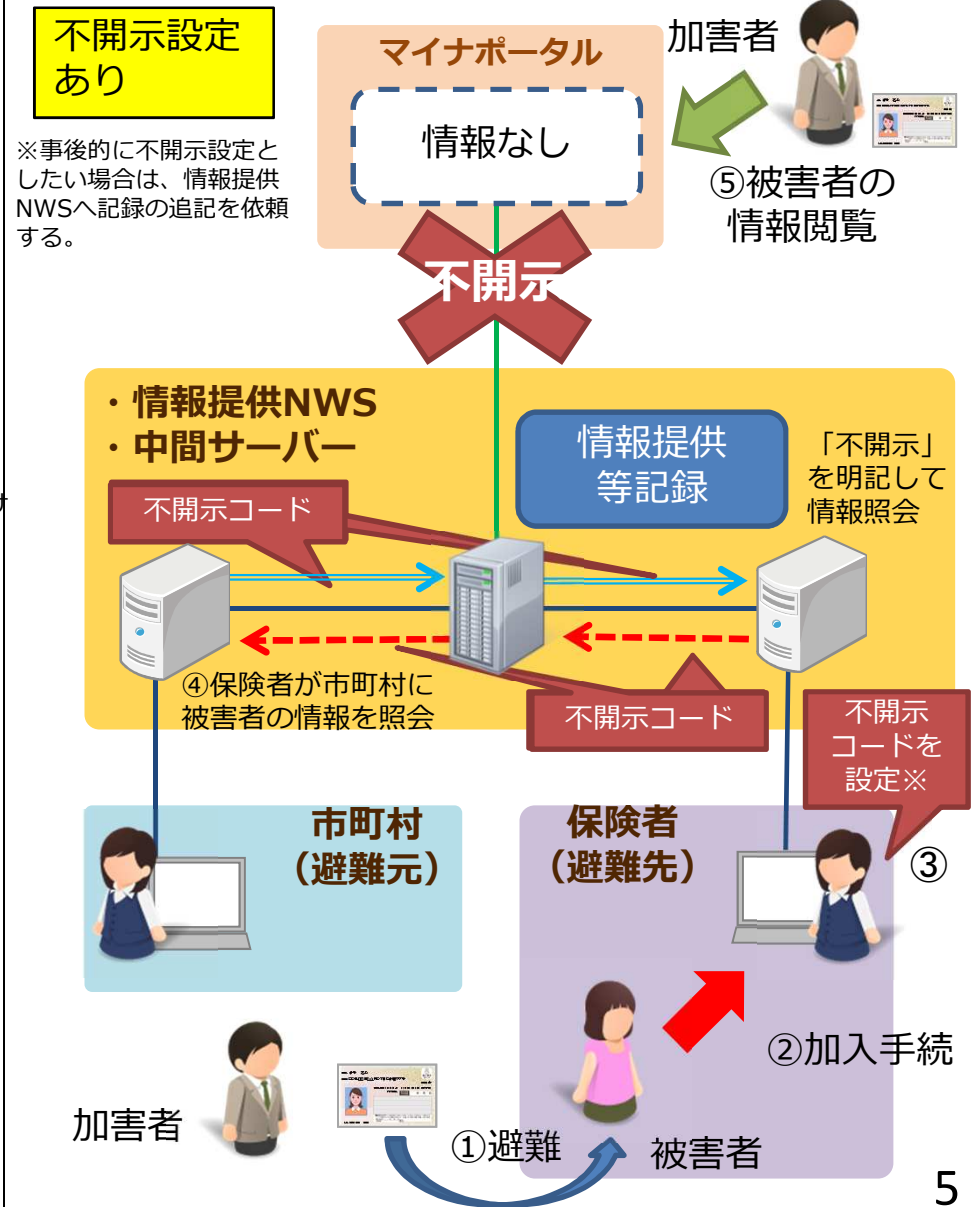 不開示設定
あり
※事後的に不開示設定と
したい場合は、情報提供
NWSへ記録の追記を依頼
する。
マイナポータル
情報なし
加害者
⑤被害者の
情報閲覧
不開示
・情報提供NWS
・中間サーバー
情報提供
等記録
「不開示」
を明記して
情報照会
不開示コード
④保険者が市町村に
被害者の情報を照会
不開示コード
不開示
コードを
設定※
市町村
（避難元）
保険者
（避難先）
③
②加入手続
加害者
①避難
被害者
5